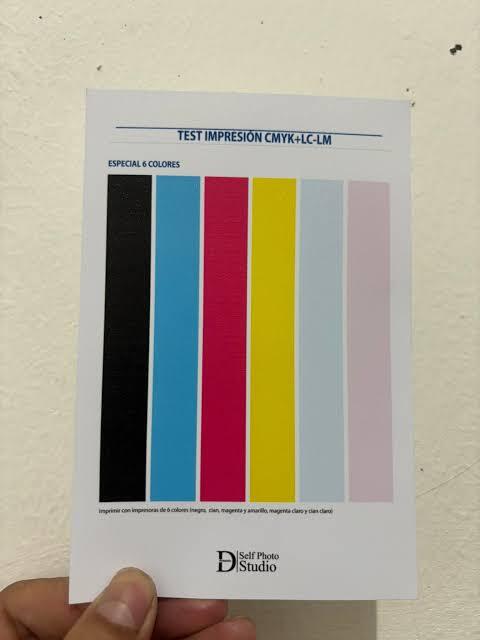 TEST IMPRESIÓN CMYK+LC-LM
ESPECIAL 6 COLORES
Imprimir con impresoras de 6 colores (negro, cian, magenta y amarillo, magenta claro y cian claro)
D Self Photo
Studio